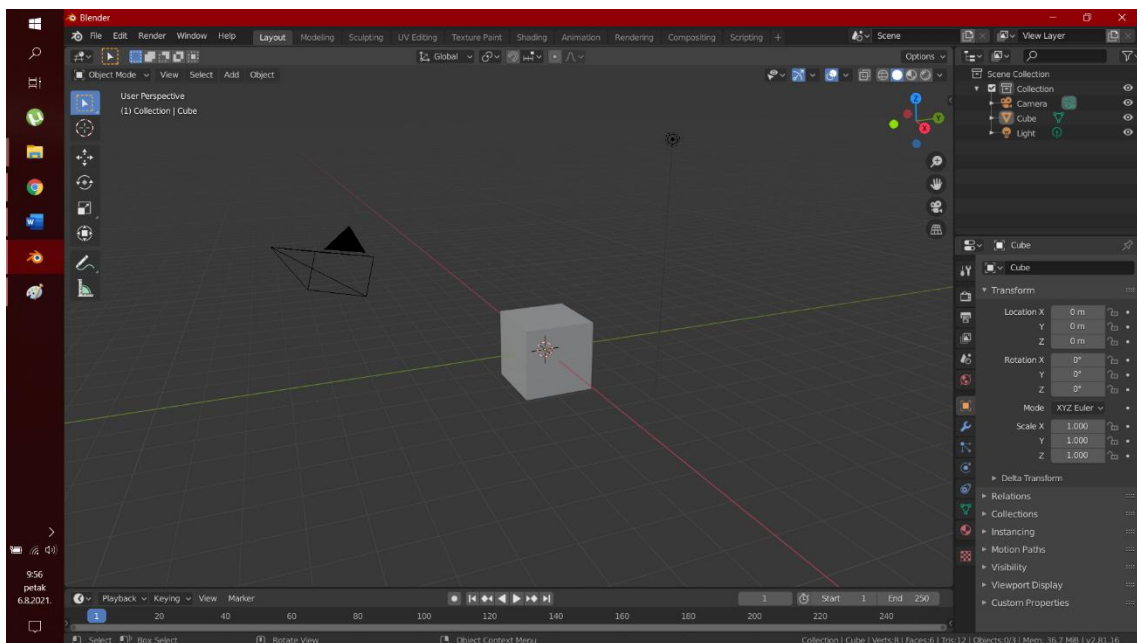 Blender
File Edit Render Window Help Layout Modeling Sculpting UV Editing Texture Paint Shading Animation Rendering Compositing Scripting + Scene View Layer
Global Options
Object Mode View Select Add Object
User Perspective
(1) Collection | Cube
Z
Y
X
Scene Collection
Collection
Camera
Cube
Light
Cube
Cube
Transform
Location X 0 m
Y 0 m
Z 0 m
Rotation X 0°
Y 0°
Z 0°
Mode XYZ Euler
Scale X 1.000
Y 1.000
Z 1.000
Delta Transform
Relations
Collections
Instancing
Motion Paths
Visibility
Viewport Display
Custom Properties
Playback Keying View Marker 1 Start 1 End 250
1 20 40 60 80 100 120 140 160 180 200 220 240
Select Box Select Rotate View Object Context Menu Collection | Cube | Verts:8 | Faces:6 | Tris:12 | Objects:0/3 | Mem: 36.7 MiB | v2.81.16
W
9:56
petak
6.8.2021.